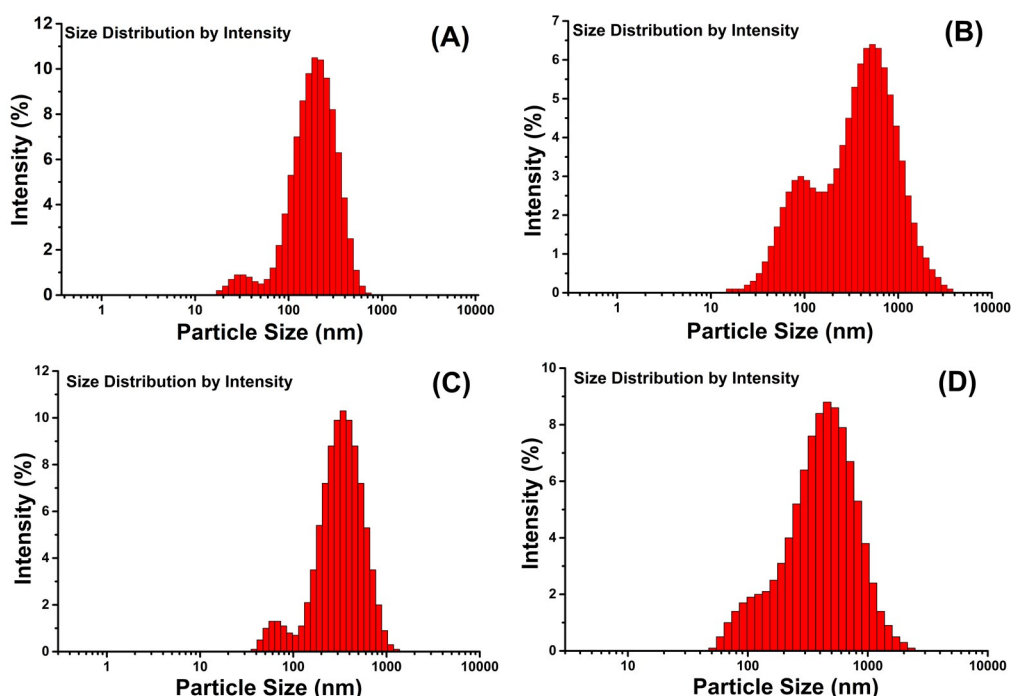 Size Distribution by Intensity
(A)
Intensity (%)
12
10
8
6
4
2
0
1
10
100
1000
10000
Particle Size (nm)
Size Distribution by Intensity
(B)
Intensity (%)
7
6
5
4
3
2
1
0
1
10
100
1000
10000
Particle Size (nm)
Size Distribution by Intensity
(C)
Intensity (%)
12
10
8
6
4
2
0
1
10
100
1000
10000
Particle Size (nm)
Size Distribution by Intensity
(D)
Intensity (%)
10
8
6
4
2
0
10
100
1000
10000
Particle Size (nm)